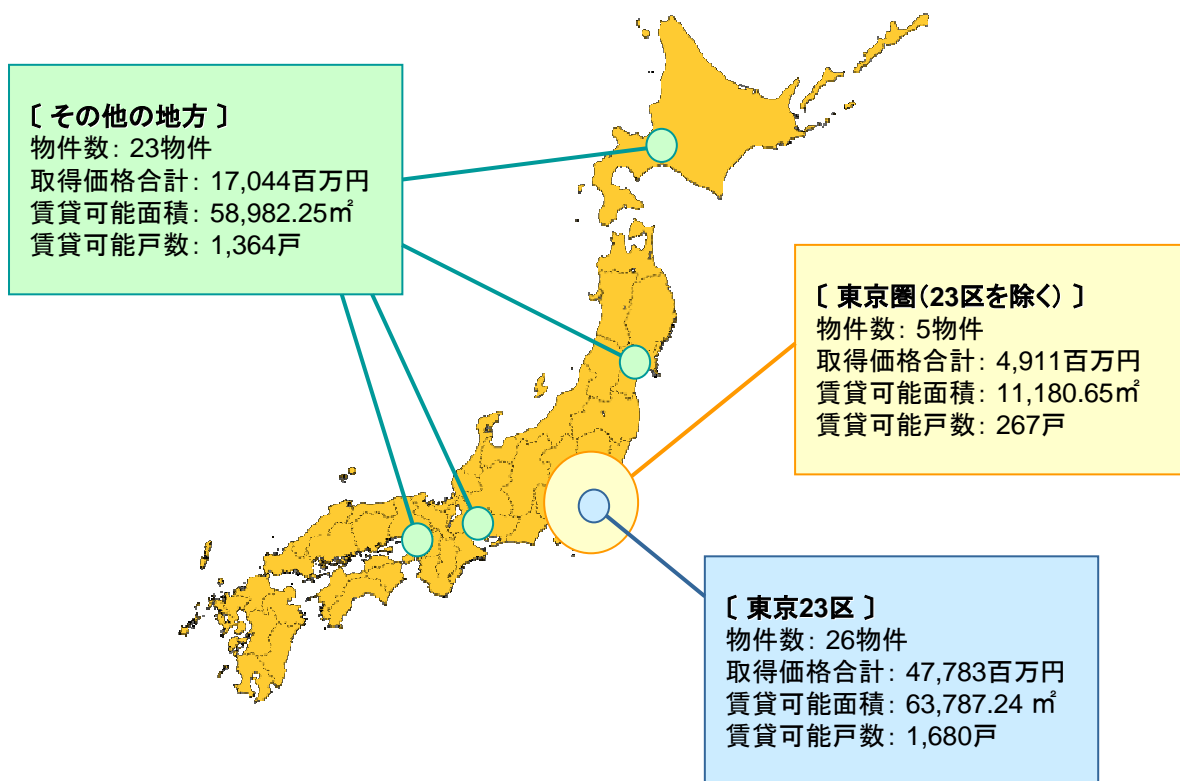 〔 その他の地方 〕
物件数: 23物件
取得価格合計: 17,044百万円
賃貸可能面積: 58,982.25㎡
賃貸可能戸数: 1,364戸
〔 東京圏(23区を除く) 〕
物件数: 5物件
取得価格合計: 4,911百万円
賃貸可能面積: 11,180.65㎡
賃貸可能戸数: 267戸
〔 東京23区 〕
物件数: 26物件
取得価格合計: 47,783百万円
賃貸可能面積: 63,787.24 ㎡
賃貸可能戸数: 1,680戸